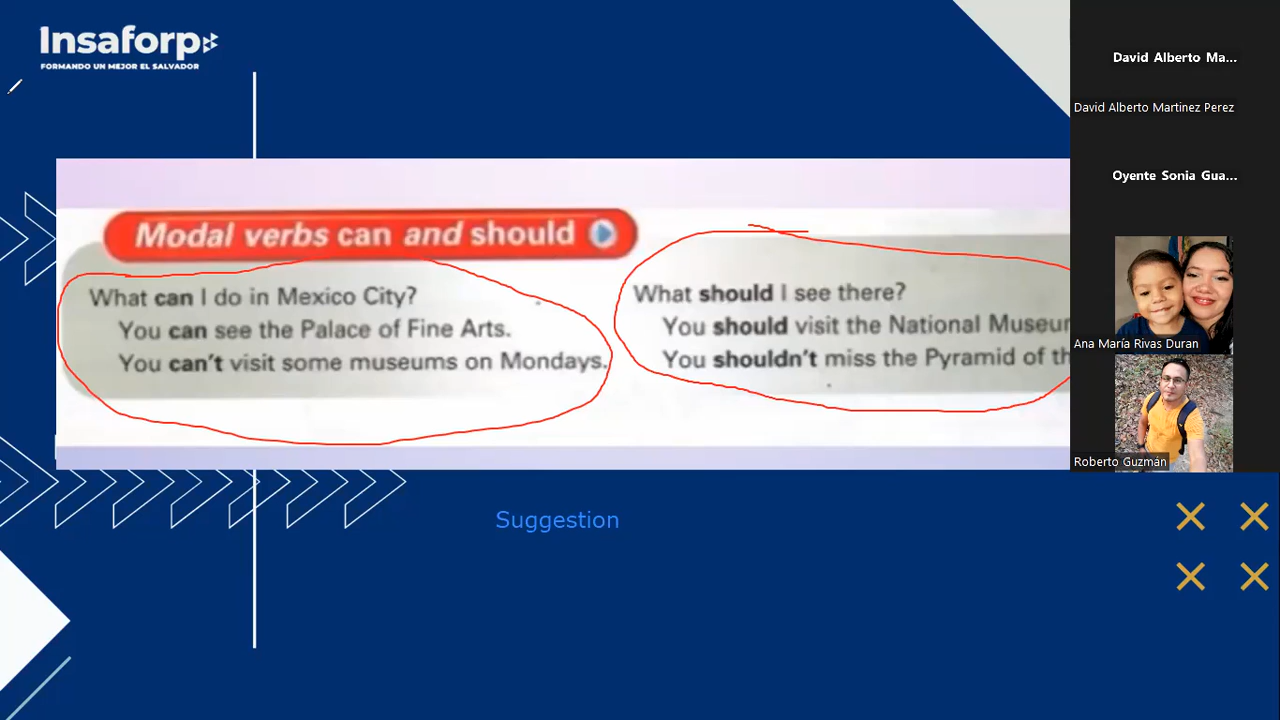 Insaforp
FORMANDO UN MEJOR EL SALVADOR
Modal verbs can and should
What can I do in Mexico City?
You can see the Palace of Fine Arts.
You can't visit some museums on Mondays.
What should I see there?
You should visit the National
You shouldn't miss the Pyramid of
Suggestion
David Alberto Ma...
David Alberto Martinez Perez
Oyente Sonia Gua...
Ana María Rivas Duran
Roberto Guzmán